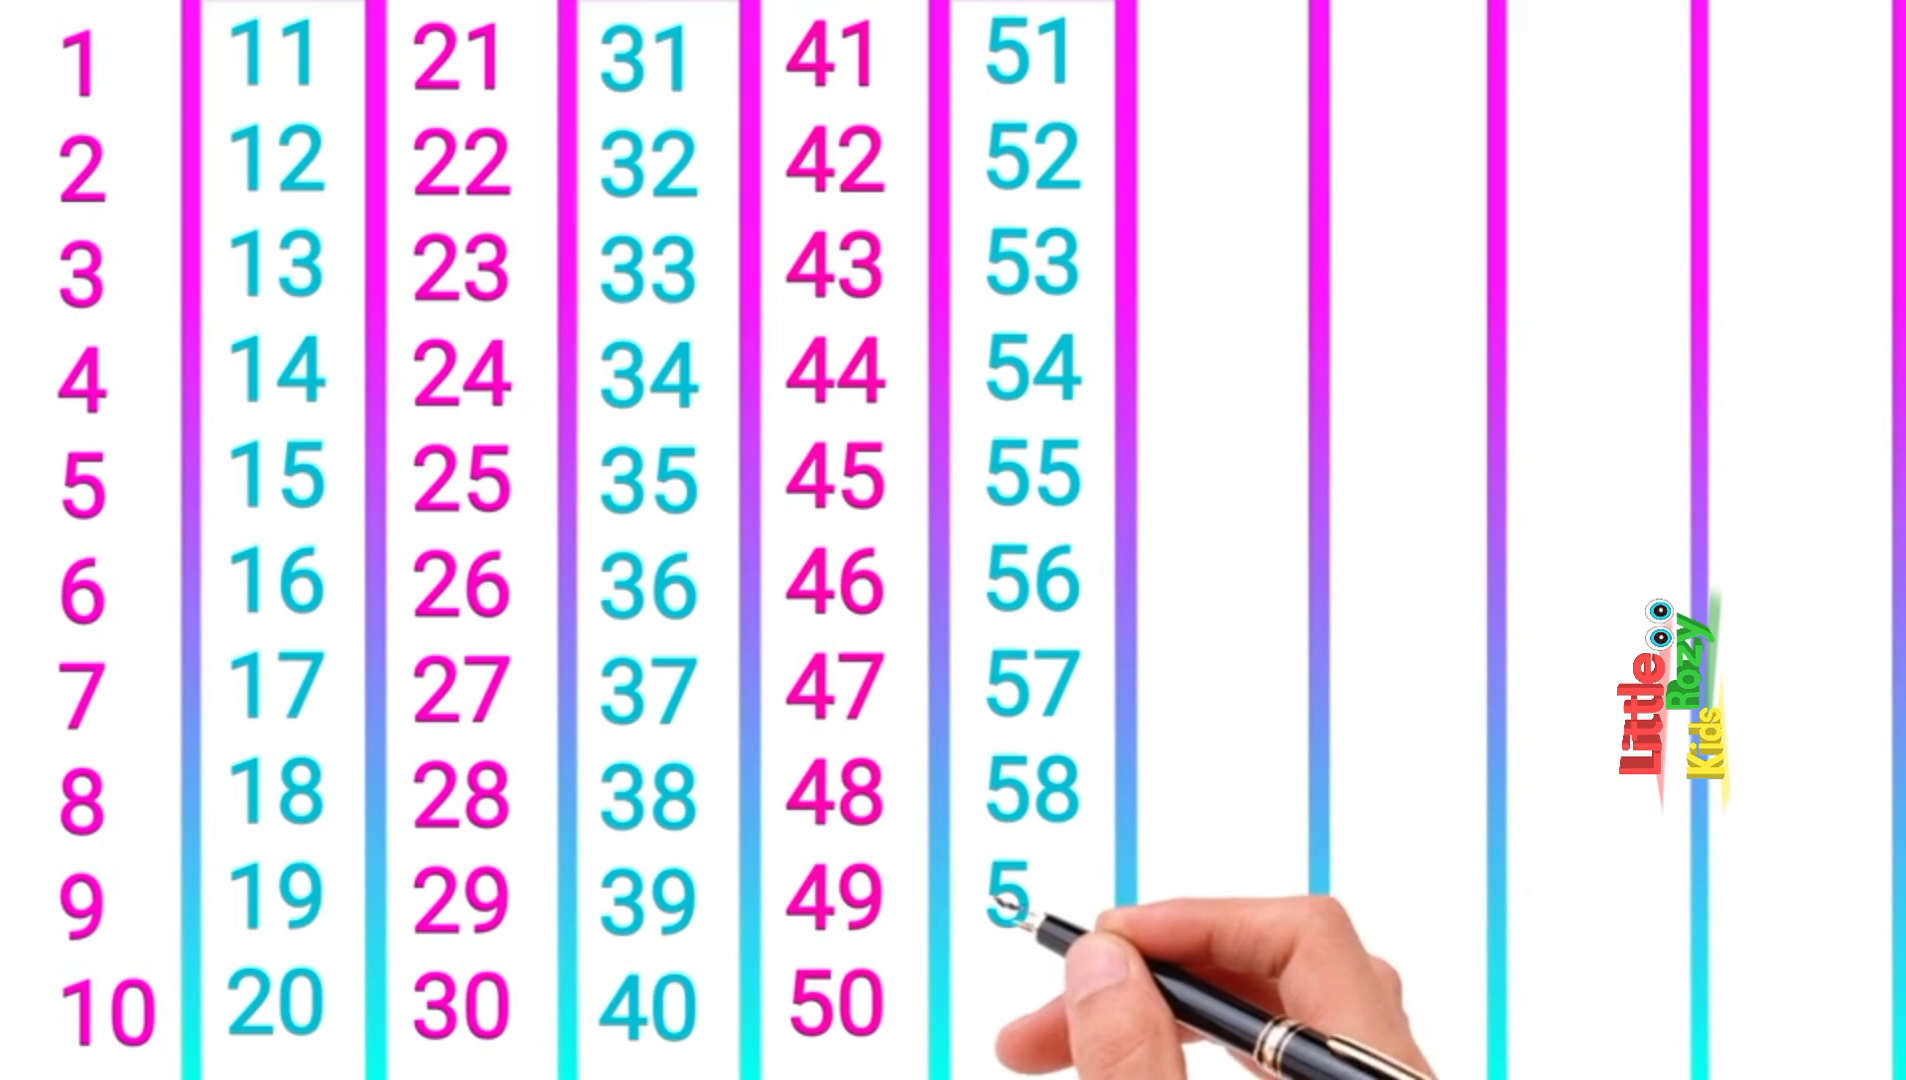 1 11 21 31 41 51
2 12 22 32 42 52
3 13 23 33 43 53
4 14 24 34 44 54
5 15 25 35 45 55
6 16 26 36 46 56
7 17 27 37 47 57
8 18 28 38 48 58
9 19 29 39 49 5
10 20 30 40 50
Little
Rozy
Kids